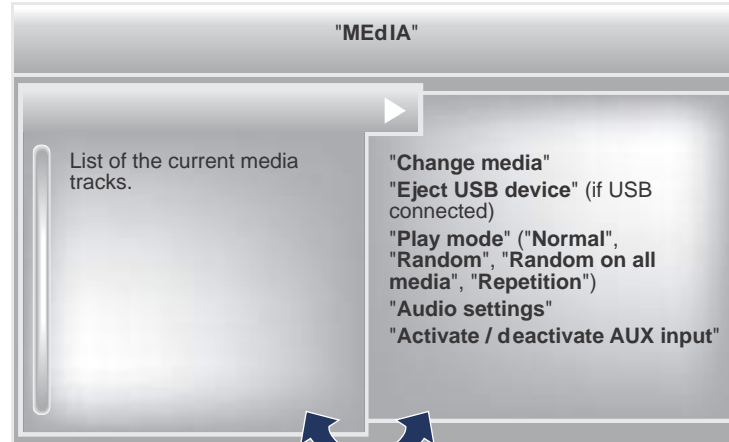 "MEdIA"
List of the current media
tracks.
"Change media"
"Eject USB device" (if USB
connected)
"Play mode" ("Normal",
"Random", "Random on all
media", "Repetition")
"Audio settings"
"Activate / deactivate AUX input"